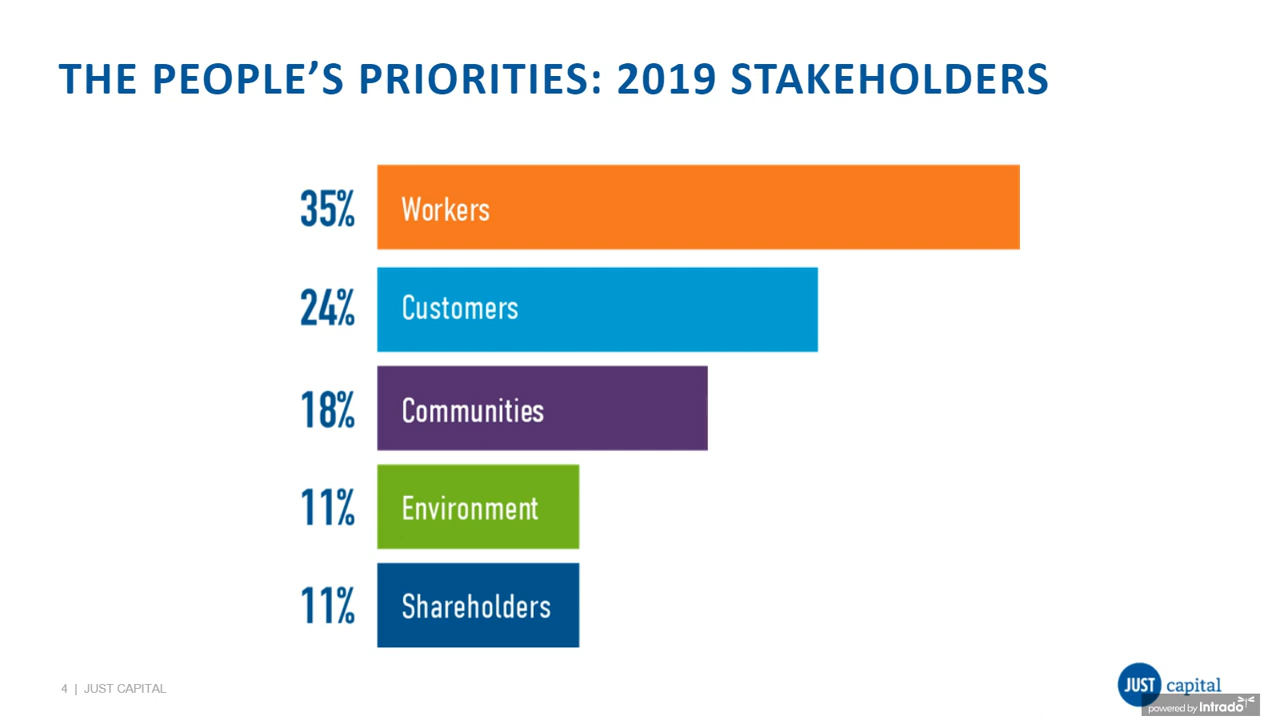 THE PEOPLE'S PRIORITIES: 2019 STAKEHOLDERS
35% Workers
24% Customers
18% Communities
11% Environment
11% Shareholders
4 | JUST CAPITAL
JUST capital
powered by Intrado